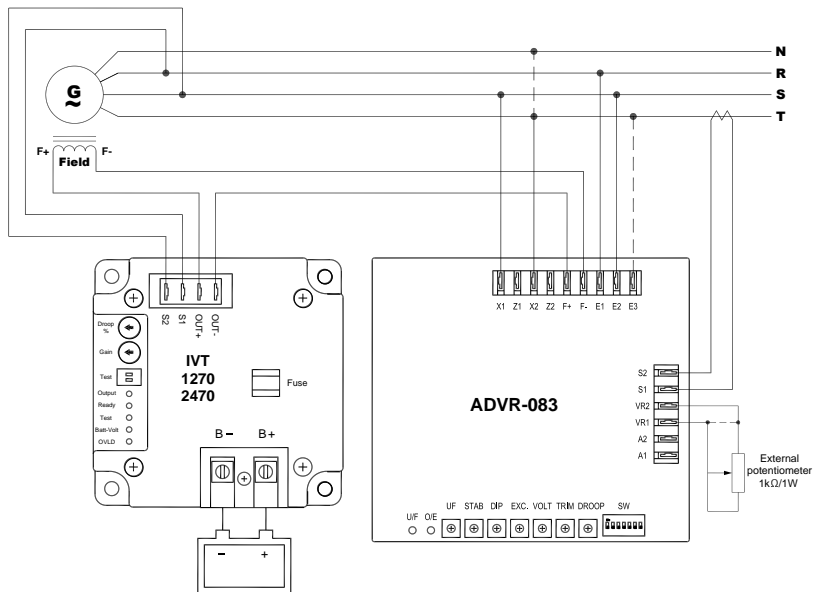 N
R
S
T
G
~
F+
F-
Field
S2
S1
OUT+
OUT-
Droop
%
Gain
Test
Output
Ready
Test
Batt-Volt
OVLD
IVT
1270
2470
Fuse
B-
B+
-
+
X1 Z1 X2 Z2 F+ F- E1 E2 E3
ADVR-083
S2
S1
VR2
VR1
A2
A1
External
potentiometer
1kΩ/1W
U/F O/E UF STAB DIP EXC. VOLT TRIM DROOP SW